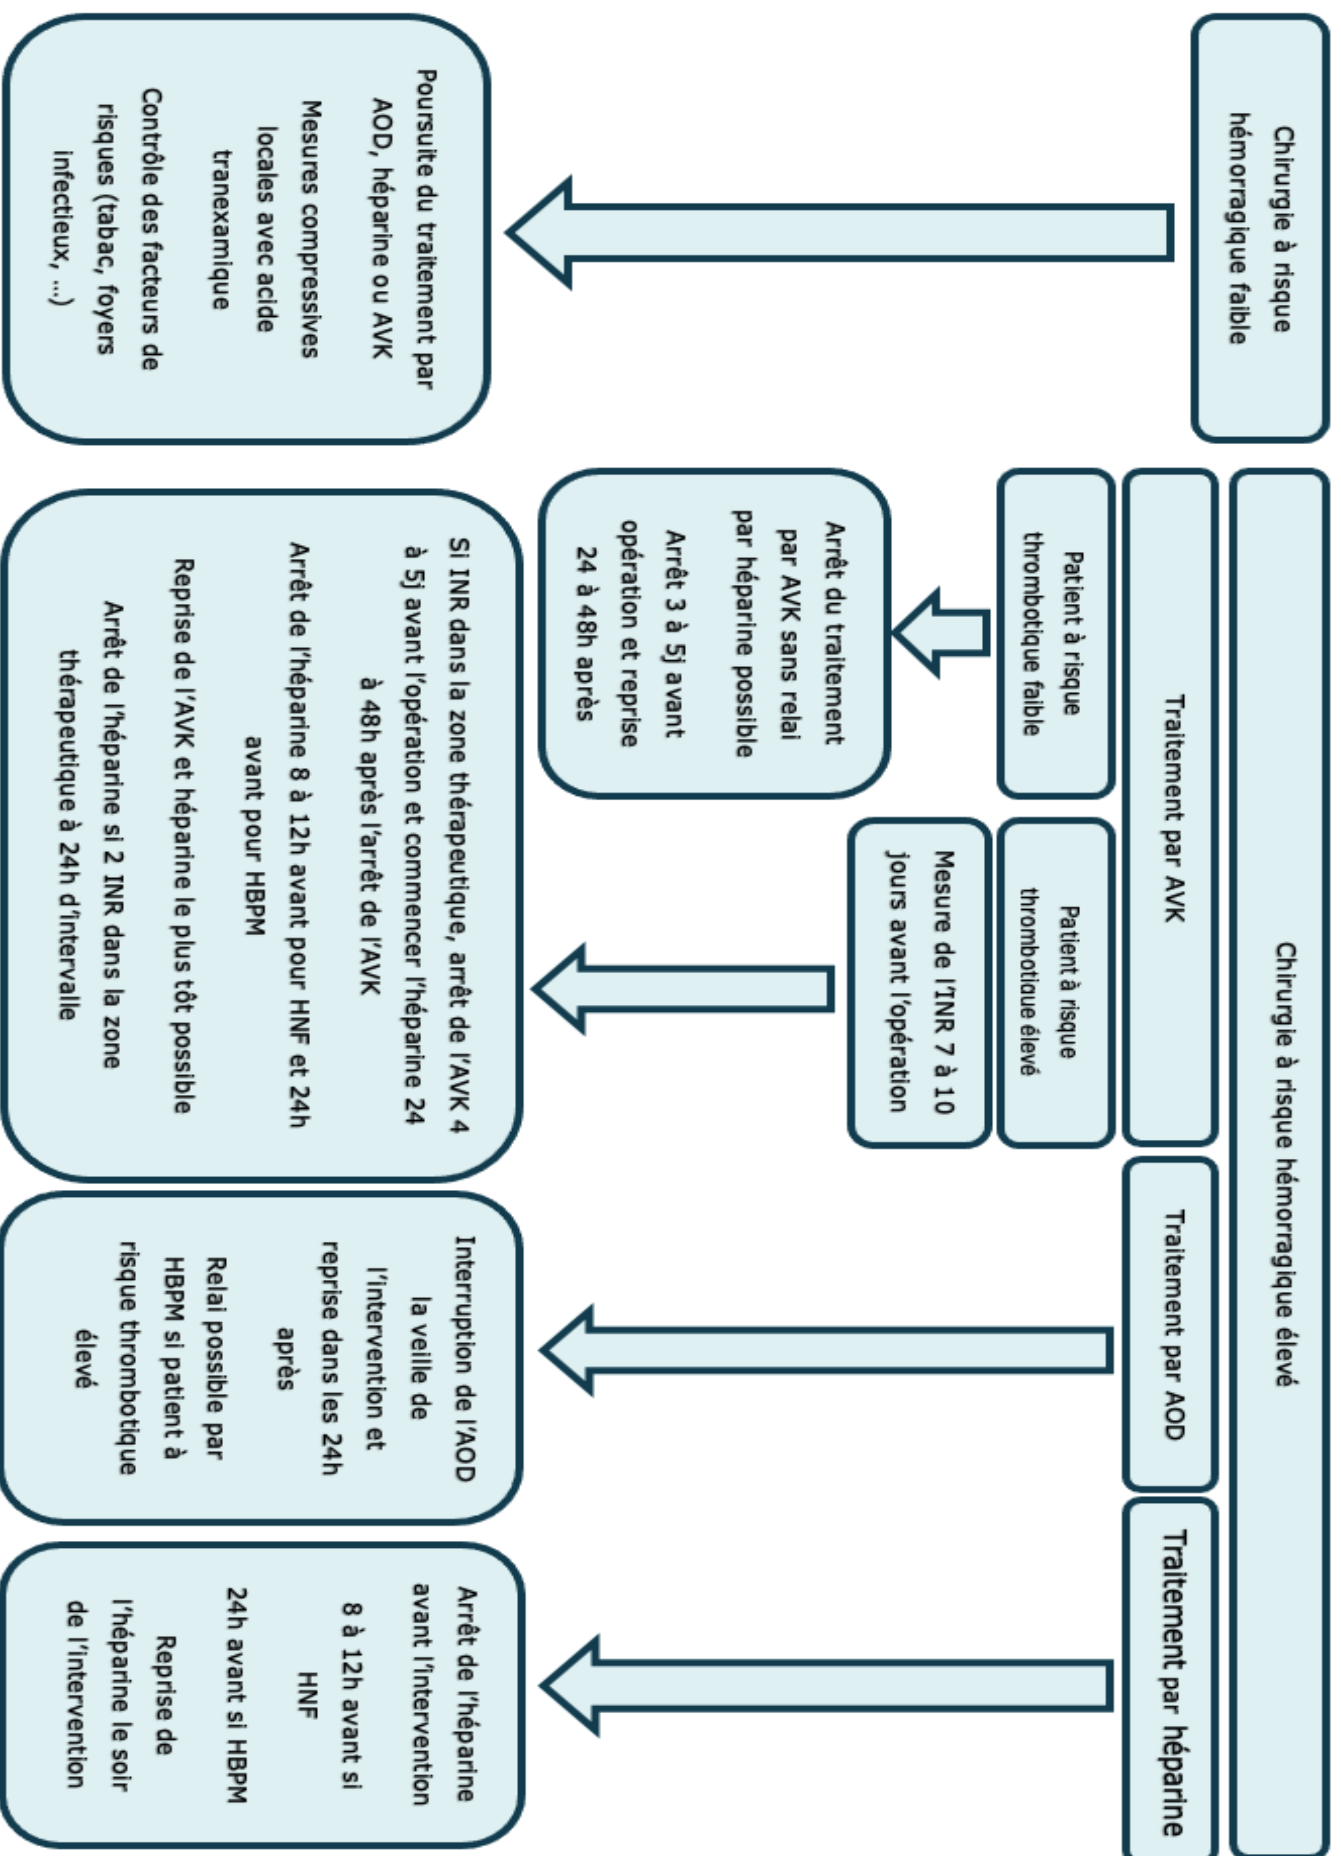 Chirurgie à risque
hémorragique faible
Poursuite du traitement par
AOD, héparine ou AVK
Mesures compressives
locales avec acide
tranexamique
Contrôle des facteurs de
risques (tabac, foyers
infectieux, ...)
Chirurgie à risque hémorragique élevé
Traitement par AVK
Patient à risque
thrombotique faible
Arrêt du traitement
par AVK sans relai
par héparine possible
Arrêt 3 à 5j avant
opération et reprise
24 à 48h après
Patient à risque
thrombotique élevé
Mesure de l'INR 7 à 10
jours avant l'opération
Si INR dans la zone thérapeutique, arrêt de l'AVK 4
à 5j avant l'opération et commencer l'héparine 24
à 48h après l'arrêt de l'AVK
Arrêt de l'héparine 8 à 12h avant pour HNF et 24h
avant pour HBPM
Reprise de l'AVK et héparine le plus tôt possible
Arrêt de l'héparine si 2 INR dans la zone
thérapeutique à 24h d'intervalle
Traitement par AOD
Interruption de l'AOD
la veille de
l'intervention et
reprise dans les 24h
après
Relai possible par
HBPM si patient à
risque thrombotique
élevé
Traitement par héparine
Arrêt de l'héparine
avant l'intervention
8 à 12h avant si
HNF
24h avant si HBPM
Reprise de
l'héparine le soir
de l'intervention